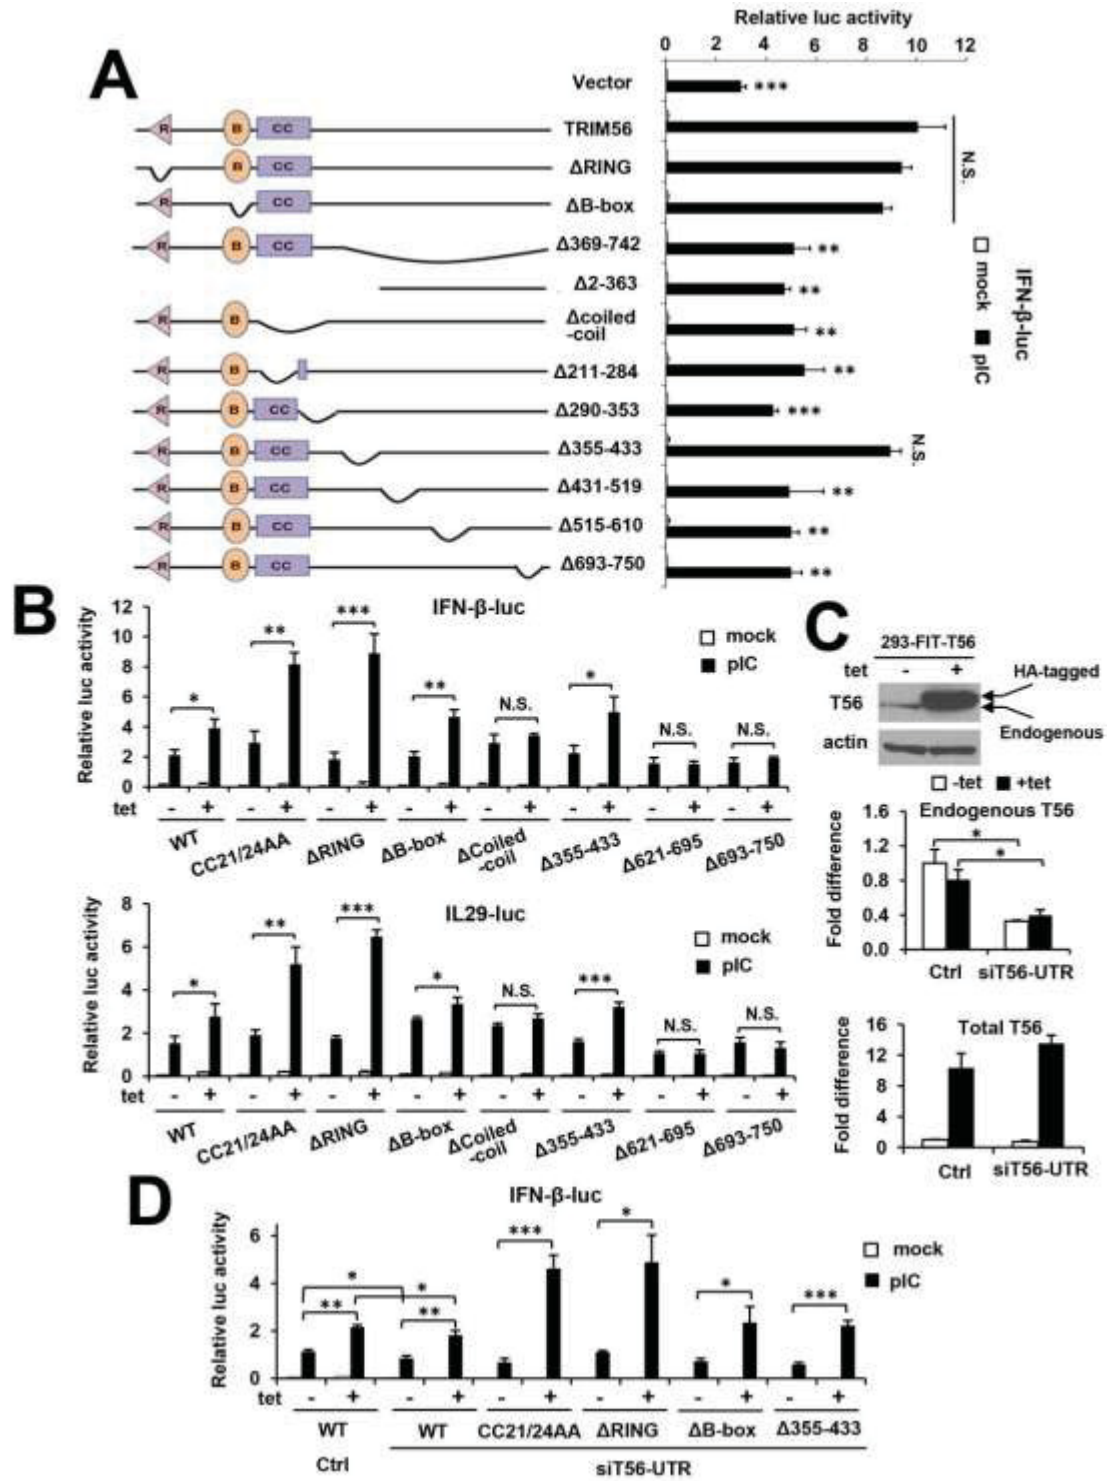 A
Relative luc activity
0 2 4 6 8 10 12
Vector ***
R B CC TRIM56
B CC ΔRING
R CC ΔB-box
N.S.
R B CC Δ369-742 **
Δ2-363 **
R B Δcoiled
-coil **
R B Δ211-284 **
R B CC Δ290-353 ***
R B CC Δ355-433 N.S.
R B CC Δ431-519 **
R B CC Δ515-610 **
R B CC Δ693-750 **
IFN-β-luc
mock pIC
B
IFN-β-luc
Relative luc activity
12
10
8
6
4
2
0
mock
pIC
* ** *** ** N.S. * N.S. N.S.
tet - + - + - + - + - + - + - + - +
WT CC21/24AA ΔRING ΔB-box ΔCoiled
-coil Δ355-433 Δ621-695 Δ693-750
IL29-luc
Relative luc activity
8
6
4
2
0
mock
pIC
* ** *** * N.S. *** N.S. N.S.
tet - + - + - + - + - + - + - + - +
WT CC21/24AA ΔRING ΔB-box ΔCoiled
-coil Δ355-433 Δ621-695 Δ693-750
C
293-FIT-T56
tet - +
HA-tagged
T56
Endogenous
actin
-tet +tet
Endogenous T56
Fold difference
1.6
1.2
0.8
0.4
0.0
* *
Ctrl siT56-UTR
Total T56
Fold difference
16
12
8
4
0
Ctrl siT56-UTR
D
IFN-β-luc
Relative luc activity
6
4
2
0
mock
pIC
* ** * ** *** * * ***
tet - + - + - + - + - + - +
WT WT CC21/24AA ΔRING ΔB-box Δ355-433
Ctrl siT56-UTR